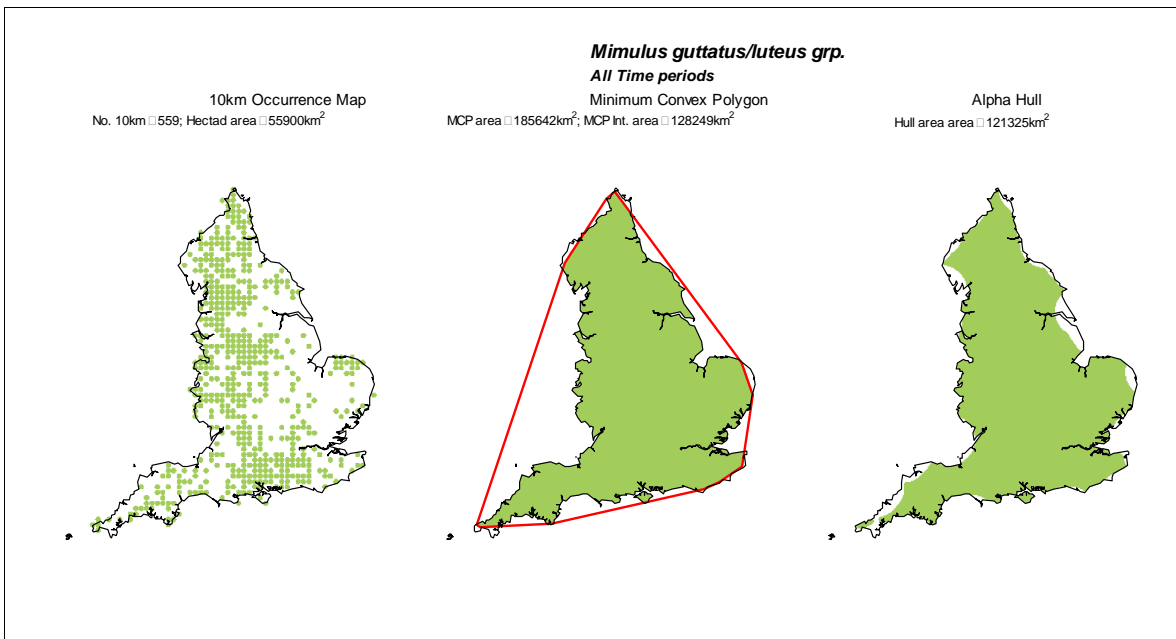 Mimulus guttatus/luteus grp.
All Time periods
10km Occurrence Map
No. 10km □ 559; Hectad area □ 55900km²
Minimum Convex Polygon
MCP area □ 185642km²; MCP Int. area □ 128249km²
Alpha Hull
Hull area area □ 121325km²